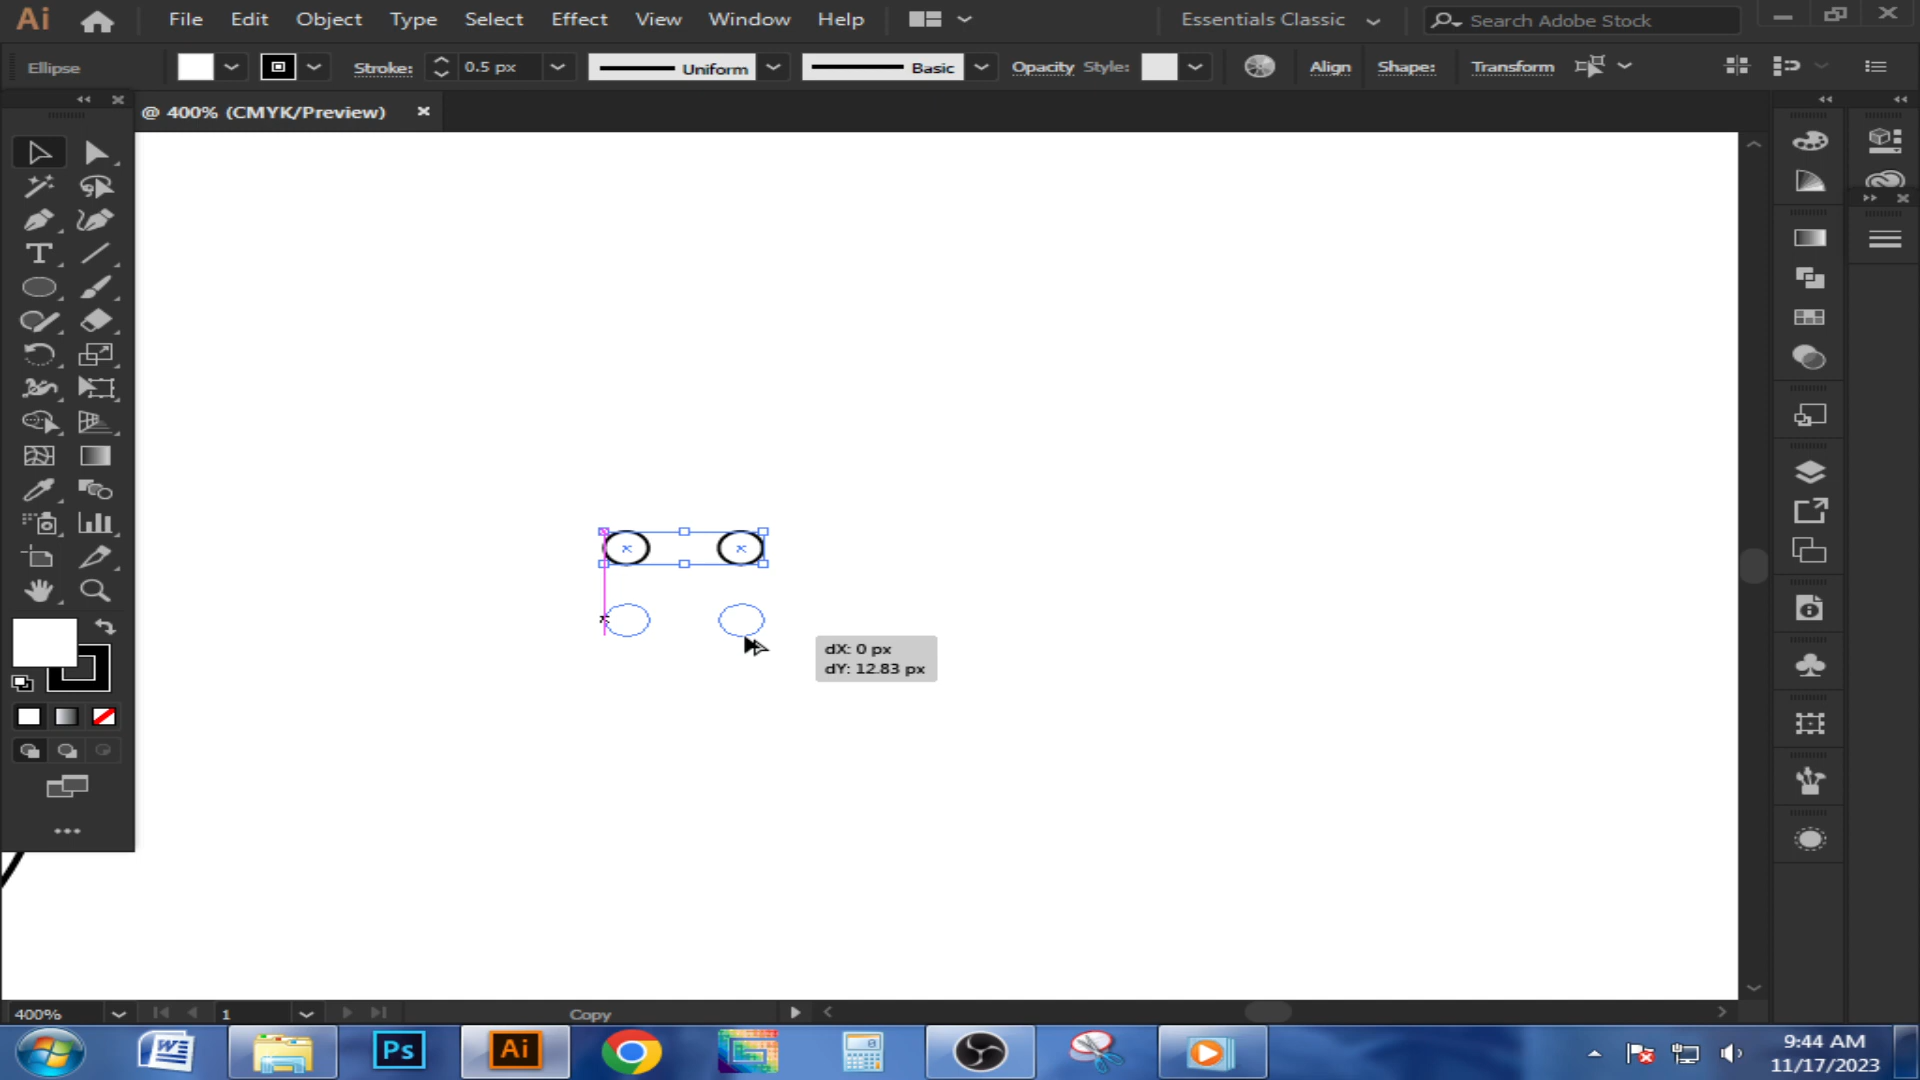 Ai File Edit Object Type Select Effect View Window Help Essentials Classic Search Adobe Stock
Ellipse Stroke: 0.5 px Uniform Basic Opacity Style: Align Shape: Transform
@ 400% (CMYK/Preview)
T
dX: 0 px
dY: 12.83 px
400% 1 Copy
W Ps Ai 9:44 AM
11/17/2023